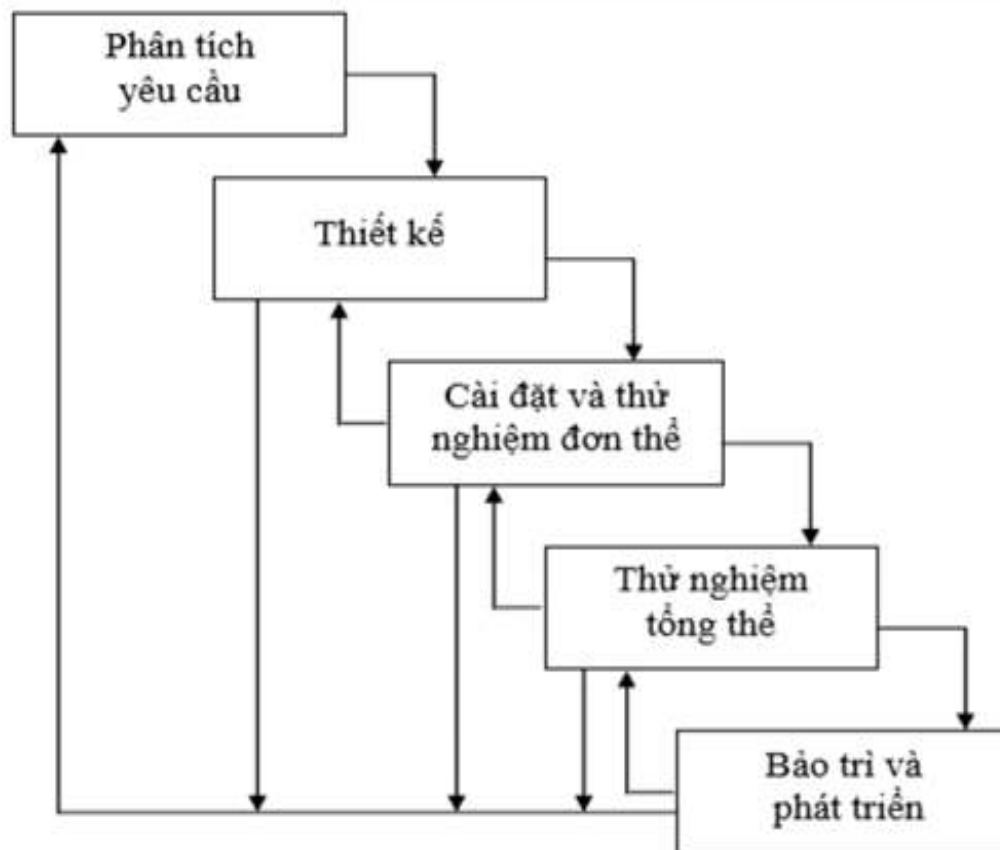 Phân tích
yêu cầu
Thiết kế
Cài đặt và thử
nghiệm đơn thể
Thử nghiệm
tổng thể
Bảo trì và
phát triển